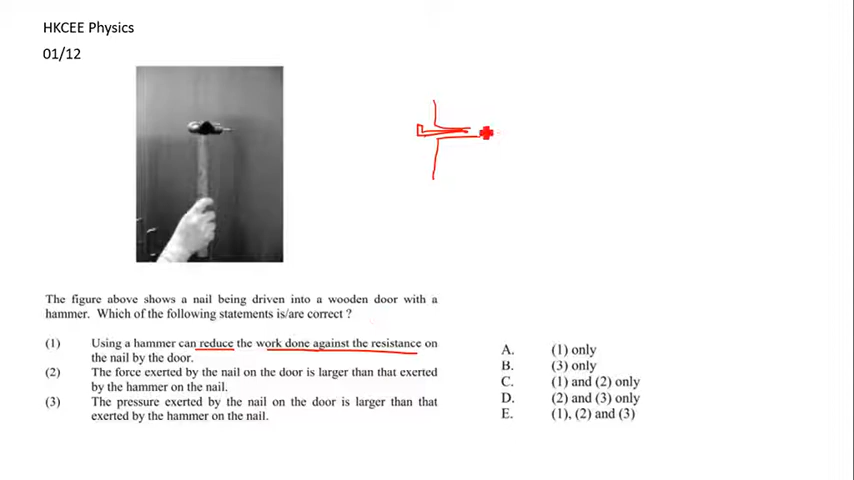 HKCEE Physics
01/12
The figure above shows a nail being driven into a wooden door with a
hammer. Which of the following statements is/are correct ?
(1) Using a hammer can reduce the work done against the resistance on
the nail by the door.
(2) The force exerted by the nail on the door is larger than that exerted
by the hammer on the nail.
(3) The pressure exerted by the nail on the door is larger than that
exerted by the hammer on the nail.
A. (1) only
B. (3) only
C. (1) and (2) only
D. (2) and (3) only
E. (1), (2) and (3)